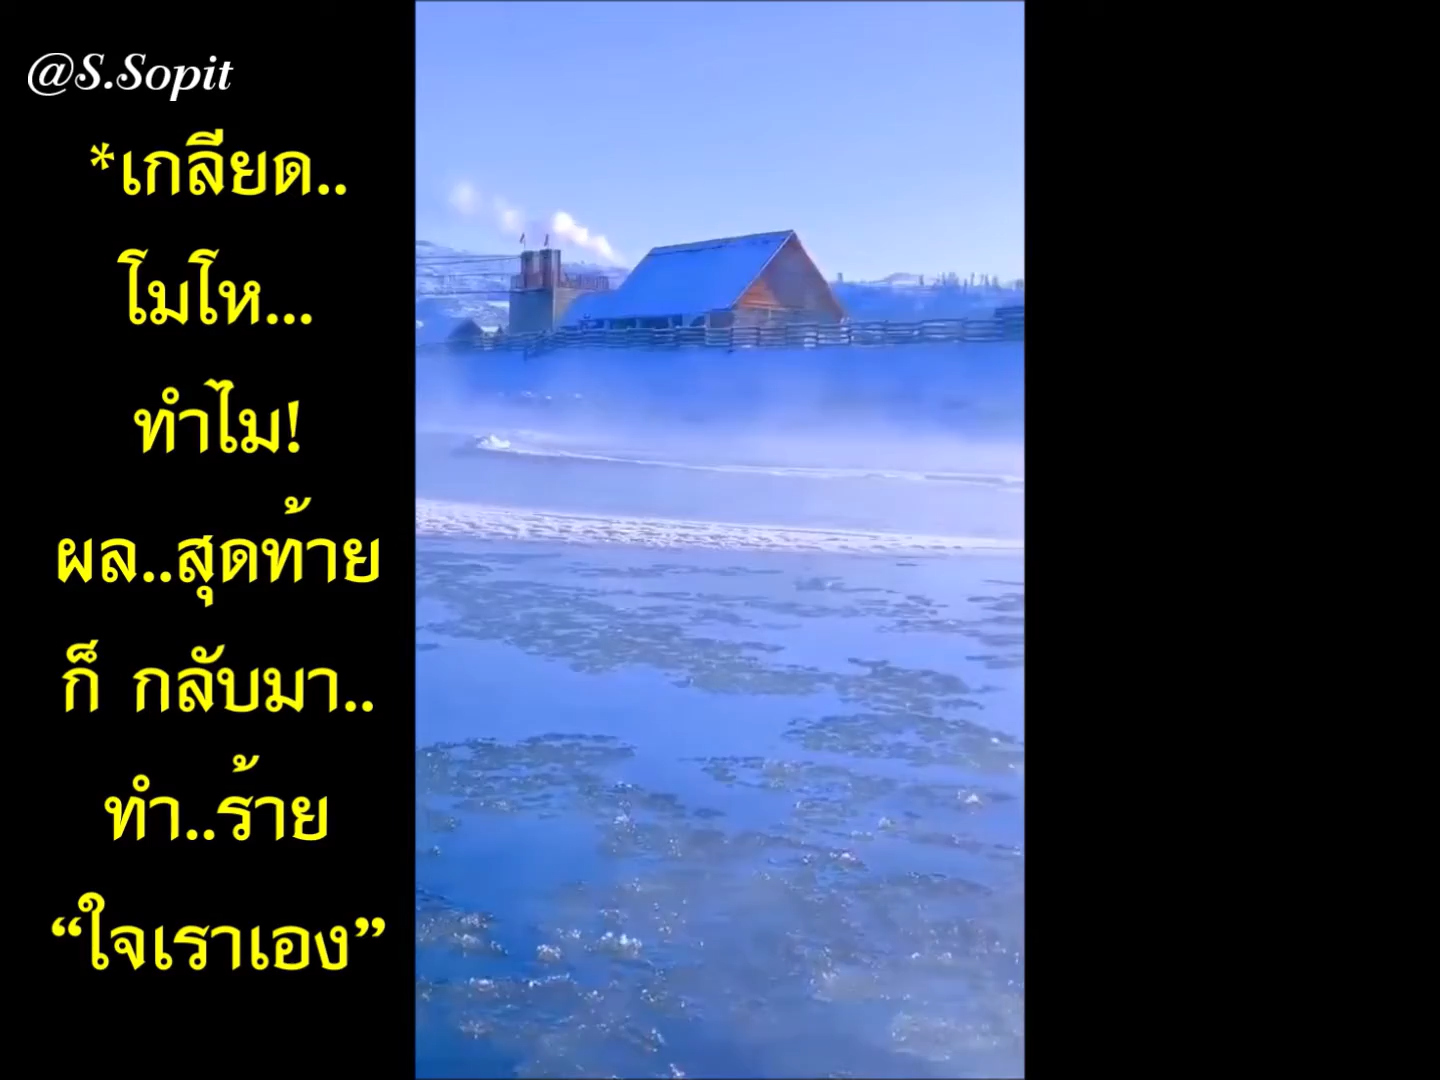 @S.Sopit
*เกลียด..
โมโห...
ทำไม!
ผล..สุดท้าย
ก็ กลับมา..
ทำ..ร้าย
“ใจเราเอง”